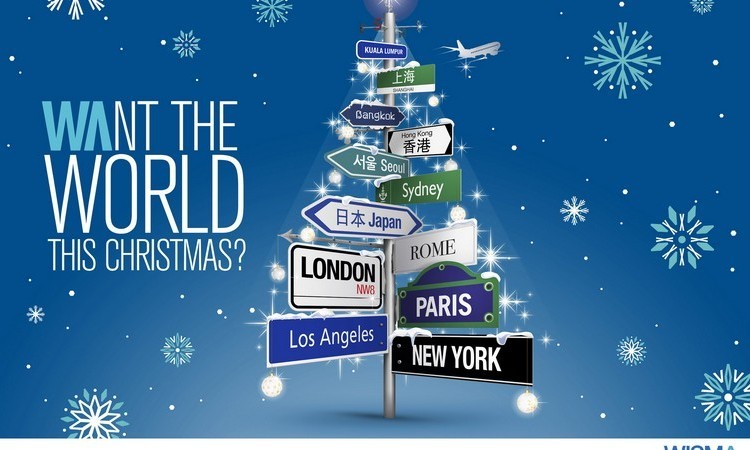 WANT THE
WORLD
THIS CHRISTMAS?
KUALA LUMPUR
上海
SHANGHAI
Bangkok
Hong Kong
香港
서울 Seoul
Sydney
日本 Japan
ROME
LONDON
NW8
PARIS
Los Angeles
NEW YORK